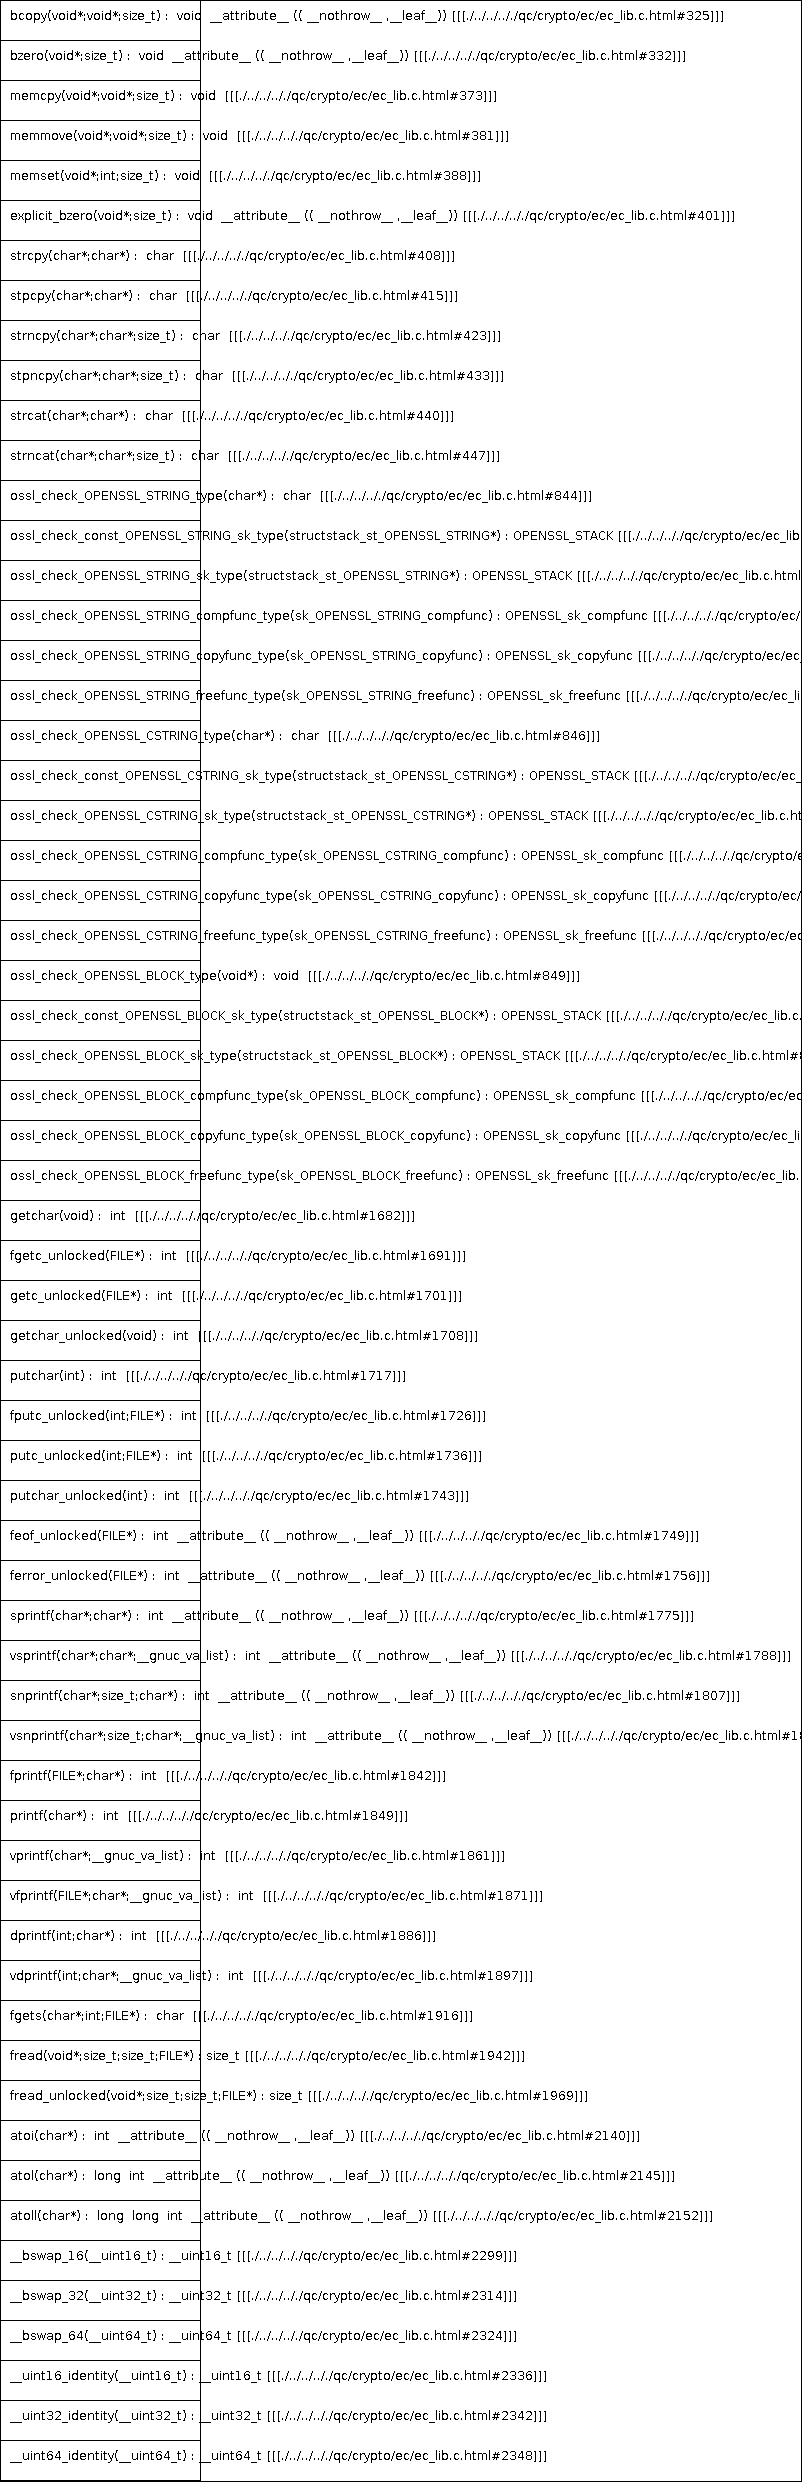 bcopy(void*;void*;size_t) :  void  __attribute__ (( __nothrow__ ,__leaf__)) [[[./../../.././qc/crypto/ec/ec_lib.c.html#325]]]
bzero(void*;size_t) :  void  __attribute__ (( __nothrow__ ,__leaf__)) [[[./../../.././qc/crypto/ec/ec_lib.c.html#332]]]
memcpy(void*;void*;size_t) :  void  [[[./../../.././qc/crypto/ec/ec_lib.c.html#373]]]
memmove(void*;void*;size_t) :  void  [[[./../../.././qc/crypto/ec/ec_lib.c.html#381]]]
memset(void*;int;size_t) :  void  [[[./../../.././qc/crypto/ec/ec_lib.c.html#388]]]
explicit_bzero(void*;size_t) :  void  __attribute__ (( __nothrow__ ,__leaf__)) [[[./../../.././qc/crypto/ec/ec_lib.c.html#401]]]
strcpy(char*;char*) :  char  [[[./../../.././qc/crypto/ec/ec_lib.c.html#408]]]
stpcpy(char*;char*) :  char  [[[./../../.././qc/crypto/ec/ec_lib.c.html#415]]]
strncpy(char*;char*;size_t) :  char  [[[./../../.././qc/crypto/ec/ec_lib.c.html#423]]]
stpncpy(char*;char*;size_t) :  char  [[[./../../.././qc/crypto/ec/ec_lib.c.html#433]]]
strcat(char*;char*) :  char  [[[./../../.././qc/crypto/ec/ec_lib.c.html#440]]]
strncat(char*;char*;size_t) :  char  [[[./../../.././qc/crypto/ec/ec_lib.c.html#447]]]
ossl_check_OPENSSL_STRING_type(char*) :  char  [[[./../../.././qc/crypto/ec/ec_lib.c.html#844]]]
ossl_check_const_OPENSSL_STRING_sk_type(structstack_st_OPENSSL_STRING*) : OPENSSL_STACK [[[./../../.././qc/crypto/ec/ec_lib
ossl_check_OPENSSL_STRING_sk_type(structstack_st_OPENSSL_STRING*) : OPENSSL_STACK [[[./../../.././qc/crypto/ec/ec_lib.c.html
ossl_check_OPENSSL_STRING_compfunc_type(sk_OPENSSL_STRING_compfunc) : OPENSSL_sk_compfunc [[[./../../.././qc/crypto/ec/
ossl_check_OPENSSL_STRING_copyfunc_type(sk_OPENSSL_STRING_copyfunc) : OPENSSL_sk_copyfunc [[[./../../.././qc/crypto/ec/ec_
ossl_check_OPENSSL_STRING_freefunc_type(sk_OPENSSL_STRING_freefunc) : OPENSSL_sk_freefunc [[[./../../.././qc/crypto/ec/ec_li
ossl_check_OPENSSL_CSTRING_type(char*) :  char  [[[./../../.././qc/crypto/ec/ec_lib.c.html#846]]]
ossl_check_const_OPENSSL_CSTRING_sk_type(structstack_st_OPENSSL_CSTRING*) : OPENSSL_STACK [[[./../../.././qc/crypto/ec/ec_
ossl_check_OPENSSL_CSTRING_sk_type(structstack_st_OPENSSL_CSTRING*) : OPENSSL_STACK [[[./../../.././qc/crypto/ec/ec_lib.c.ht
ossl_check_OPENSSL_CSTRING_compfunc_type(sk_OPENSSL_CSTRING_compfunc) : OPENSSL_sk_compfunc [[[./../../.././qc/crypto/e
ossl_check_OPENSSL_CSTRING_copyfunc_type(sk_OPENSSL_CSTRING_copyfunc) : OPENSSL_sk_copyfunc [[[./../../.././qc/crypto/ec/
ossl_check_OPENSSL_CSTRING_freefunc_type(sk_OPENSSL_CSTRING_freefunc) : OPENSSL_sk_freefunc [[[./../../.././qc/crypto/ec/ec
ossl_check_OPENSSL_BLOCK_type(void*) :  void  [[[./../../.././qc/crypto/ec/ec_lib.c.html#849]]]
ossl_check_const_OPENSSL_BLOCK_sk_type(structstack_st_OPENSSL_BLOCK*) : OPENSSL_STACK [[[./../../.././qc/crypto/ec/ec_lib.c.
ossl_check_OPENSSL_BLOCK_sk_type(structstack_st_OPENSSL_BLOCK*) : OPENSSL_STACK [[[./../../.././qc/crypto/ec/ec_lib.c.html#8
ossl_check_OPENSSL_BLOCK_compfunc_type(sk_OPENSSL_BLOCK_compfunc) : OPENSSL_sk_compfunc [[[./../../.././qc/crypto/ec/ec
ossl_check_OPENSSL_BLOCK_copyfunc_type(sk_OPENSSL_BLOCK_copyfunc) : OPENSSL_sk_copyfunc [[[./../../.././qc/crypto/ec/ec_li
ossl_check_OPENSSL_BLOCK_freefunc_type(sk_OPENSSL_BLOCK_freefunc) : OPENSSL_sk_freefunc [[[./../../.././qc/crypto/ec/ec_lib.
getchar(void) :  int  [[[./../../.././qc/crypto/ec/ec_lib.c.html#1682]]]
fgetc_unlocked(FILE*) :  int  [[[./../../.././qc/crypto/ec/ec_lib.c.html#1691]]]
getc_unlocked(FILE*) :  int  [[[./../../.././qc/crypto/ec/ec_lib.c.html#1701]]]
getchar_unlocked(void) :  int  [[[./../../.././qc/crypto/ec/ec_lib.c.html#1708]]]
putchar(int) :  int  [[[./../../.././qc/crypto/ec/ec_lib.c.html#1717]]]
fputc_unlocked(int;FILE*) :  int  [[[./../../.././qc/crypto/ec/ec_lib.c.html#1726]]]
putc_unlocked(int;FILE*) :  int  [[[./../../.././qc/crypto/ec/ec_lib.c.html#1736]]]
putchar_unlocked(int) :  int  [[[./../../.././qc/crypto/ec/ec_lib.c.html#1743]]]
feof_unlocked(FILE*) :  int  __attribute__ (( __nothrow__ ,__leaf__)) [[[./../../.././qc/crypto/ec/ec_lib.c.html#1749]]]
ferror_unlocked(FILE*) :  int  __attribute__ (( __nothrow__ ,__leaf__)) [[[./../../.././qc/crypto/ec/ec_lib.c.html#1756]]]
sprintf(char*;char*) :  int  __attribute__ (( __nothrow__ ,__leaf__)) [[[./../../.././qc/crypto/ec/ec_lib.c.html#1775]]]
vsprintf(char*;char*;__gnuc_va_list) :  int  __attribute__ (( __nothrow__ ,__leaf__)) [[[./../../.././qc/crypto/ec/ec_lib.c.html#1788]]]
snprintf(char*;size_t;char*) :  int  __attribute__ (( __nothrow__ ,__leaf__)) [[[./../../.././qc/crypto/ec/ec_lib.c.html#1807]]]
vsnprintf(char*;size_t;char*;__gnuc_va_list) :  int  __attribute__ (( __nothrow__ ,__leaf__)) [[[./../../.././qc/crypto/ec/ec_lib.c.html#18
fprintf(FILE*;char*) :  int  [[[./../../.././qc/crypto/ec/ec_lib.c.html#1842]]]
printf(char*) :  int  [[[./../../.././qc/crypto/ec/ec_lib.c.html#1849]]]
vprintf(char*;__gnuc_va_list) :  int  [[[./../../.././qc/crypto/ec/ec_lib.c.html#1861]]]
vfprintf(FILE*;char*;__gnuc_va_list) :  int  [[[./../../.././qc/crypto/ec/ec_lib.c.html#1871]]]
dprintf(int;char*) :  int  [[[./../../.././qc/crypto/ec/ec_lib.c.html#1886]]]
vdprintf(int;char*;__gnuc_va_list) :  int  [[[./../../.././qc/crypto/ec/ec_lib.c.html#1897]]]
fgets(char*;int;FILE*) :  char  [[[./../../.././qc/crypto/ec/ec_lib.c.html#1916]]]
fread(void*;size_t;size_t;FILE*) : size_t [[[./../../.././qc/crypto/ec/ec_lib.c.html#1942]]]
fread_unlocked(void*;size_t;size_t;FILE*) : size_t [[[./../../.././qc/crypto/ec/ec_lib.c.html#1969]]]
atoi(char*) :  int  __attribute__ (( __nothrow__ ,__leaf__)) [[[./../../.././qc/crypto/ec/ec_lib.c.html#2140]]]
atol(char*) :  long  int  __attribute__ (( __nothrow__ ,__leaf__)) [[[./../../.././qc/crypto/ec/ec_lib.c.html#2145]]]
atoll(char*) :  long  long  int  __attribute__ (( __nothrow__ ,__leaf__)) [[[./../../.././qc/crypto/ec/ec_lib.c.html#2152]]]
__bswap_16(__uint16_t) : __uint16_t [[[./../../.././qc/crypto/ec/ec_lib.c.html#2299]]]
__bswap_32(__uint32_t) : __uint32_t [[[./../../.././qc/crypto/ec/ec_lib.c.html#2314]]]
__bswap_64(__uint64_t) : __uint64_t [[[./../../.././qc/crypto/ec/ec_lib.c.html#2324]]]
__uint16_identity(__uint16_t) : __uint16_t [[[./../../.././qc/crypto/ec/ec_lib.c.html#2336]]]
__uint32_identity(__uint32_t) : __uint32_t [[[./../../.././qc/crypto/ec/ec_lib.c.html#2342]]]
__uint64_identity(__uint64_t) : __uint64_t [[[./../../.././qc/crypto/ec/ec_lib.c.html#2348]]]